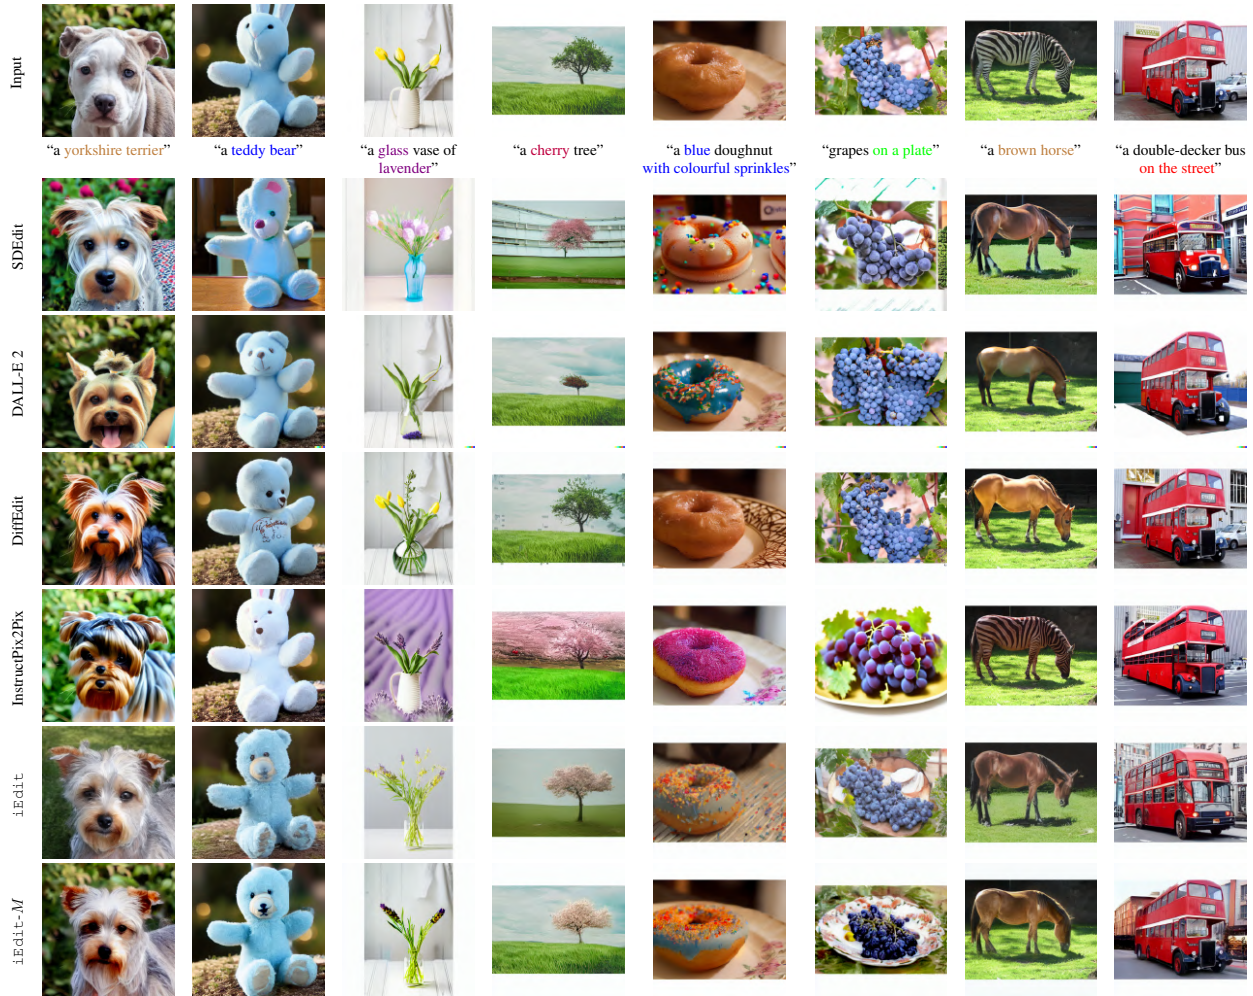 Input
“a yorkshire terrier”
“a teddy bear”
“a glass vase of
lavender”
“a cherry tree”
“a blue doughnut
with colourful sprinkles”
“grapes on a plate”
“a brown horse”
“a double-decker bus
on the street”
SDEdit
DALL-E 2
DiffEdit
InstructPix2Pix
iEdit
iEdit-M